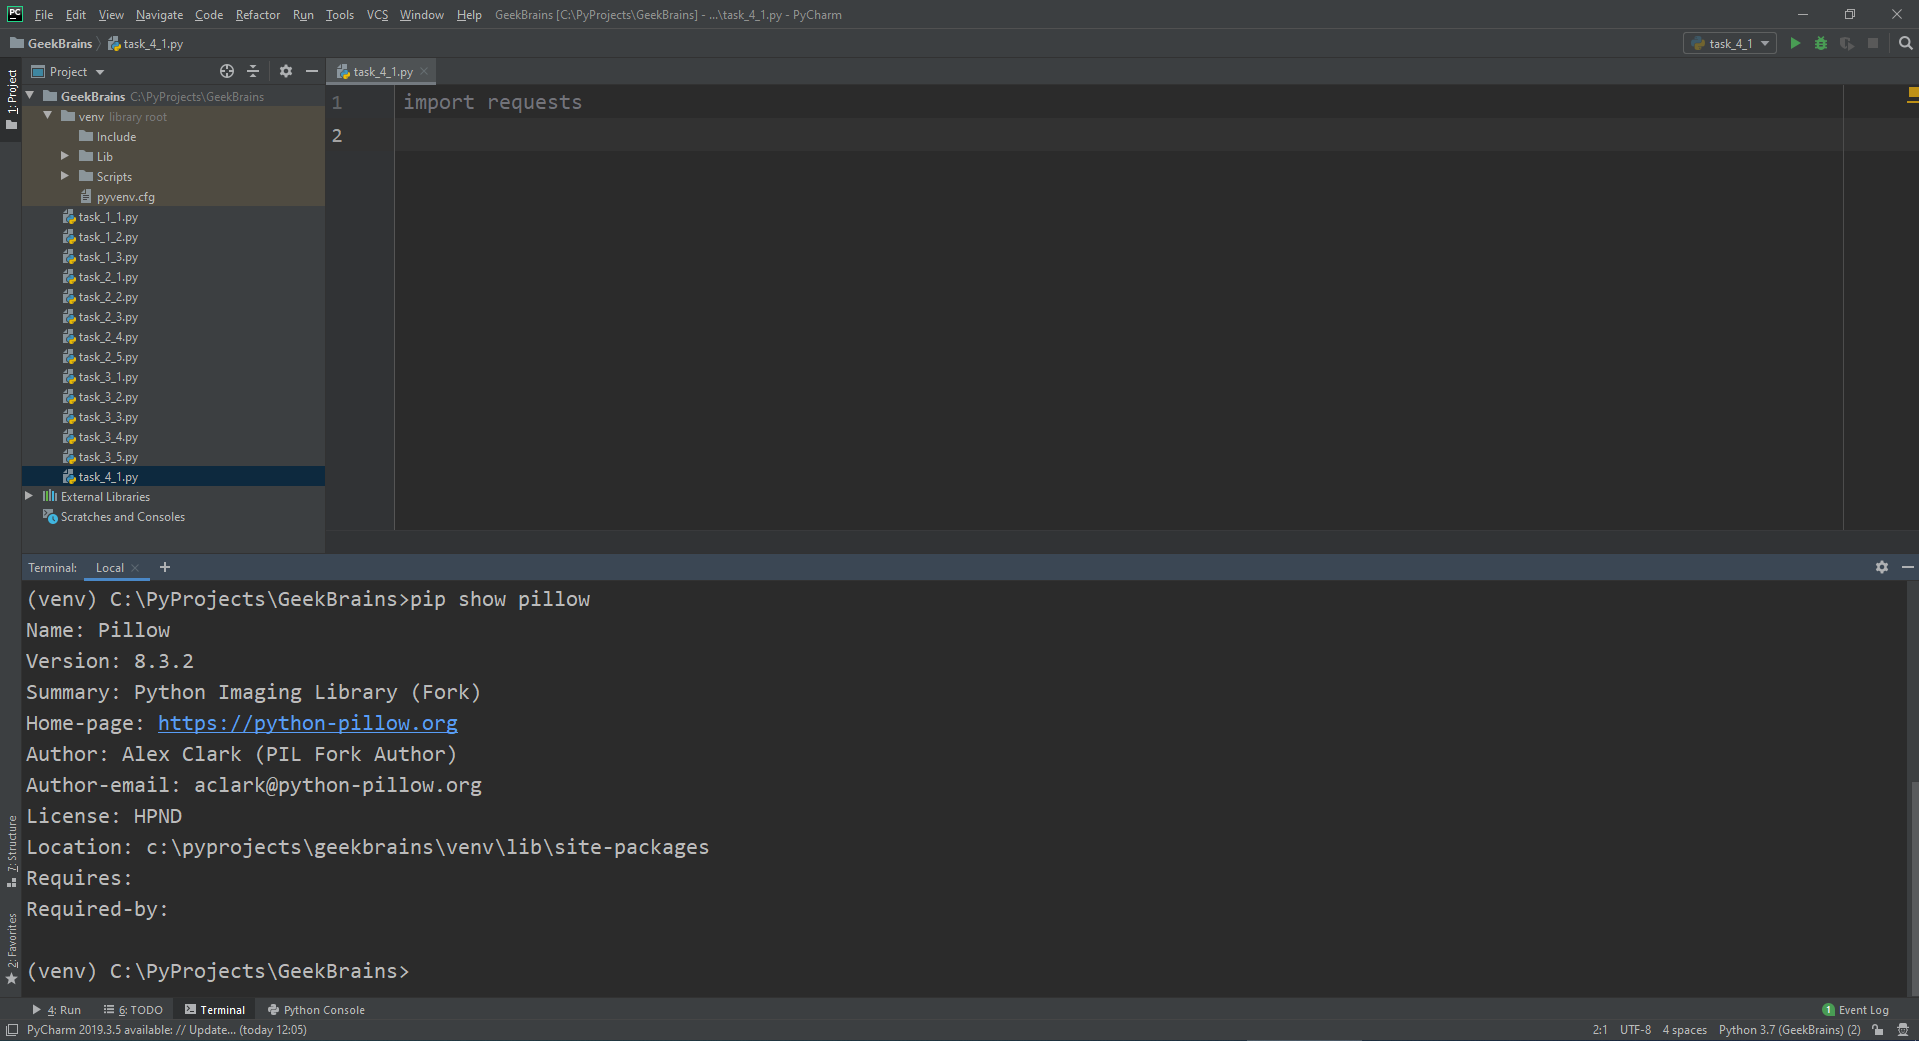 PC File Edit View Navigate Code Refactor Run Tools VCS Window Help GeekBrains [C:\PyProjects\GeekBrains] - ...\task_4_1.py - PyCharm
GeekBrains task_4_1.py task_4_1
1: Project
Project
task_4_1.py
GeekBrains C:\PyProjects\GeekBrains
venv library root
Include
Lib
Scripts
pyvenv.cfg
task_1_1.py
task_1_2.py
task_1_3.py
task_2_1.py
task_2_2.py
task_2_3.py
task_2_4.py
task_2_5.py
task_3_1.py
task_3_2.py
task_3_3.py
task_3_4.py
task_3_5.py
task_4_1.py
External Libraries
Scratches and Consoles
1 import requests
2
Terminal: Local +
(venv) C:\PyProjects\GeekBrains>pip show pillow
Name: Pillow
Version: 8.3.2
Summary: Python Imaging Library (Fork)
Home-page: https://python-pillow.org
Author: Alex Clark (PIL Fork Author)
Author-email: aclark@python-pillow.org
License: HPND
Location: c:\pyprojects\geekbrains\venv\lib\site-packages
Requires:
Required-by:
(venv) C:\PyProjects\GeekBrains>
7: Structure
2: Favorites
4: Run 6: TODO Terminal Python Console 1 Event Log
PyCharm 2019.3.5 available: // Update... (today 12:05) 2:1 UTF-8 4 spaces Python 3.7 (GeekBrains) (2)